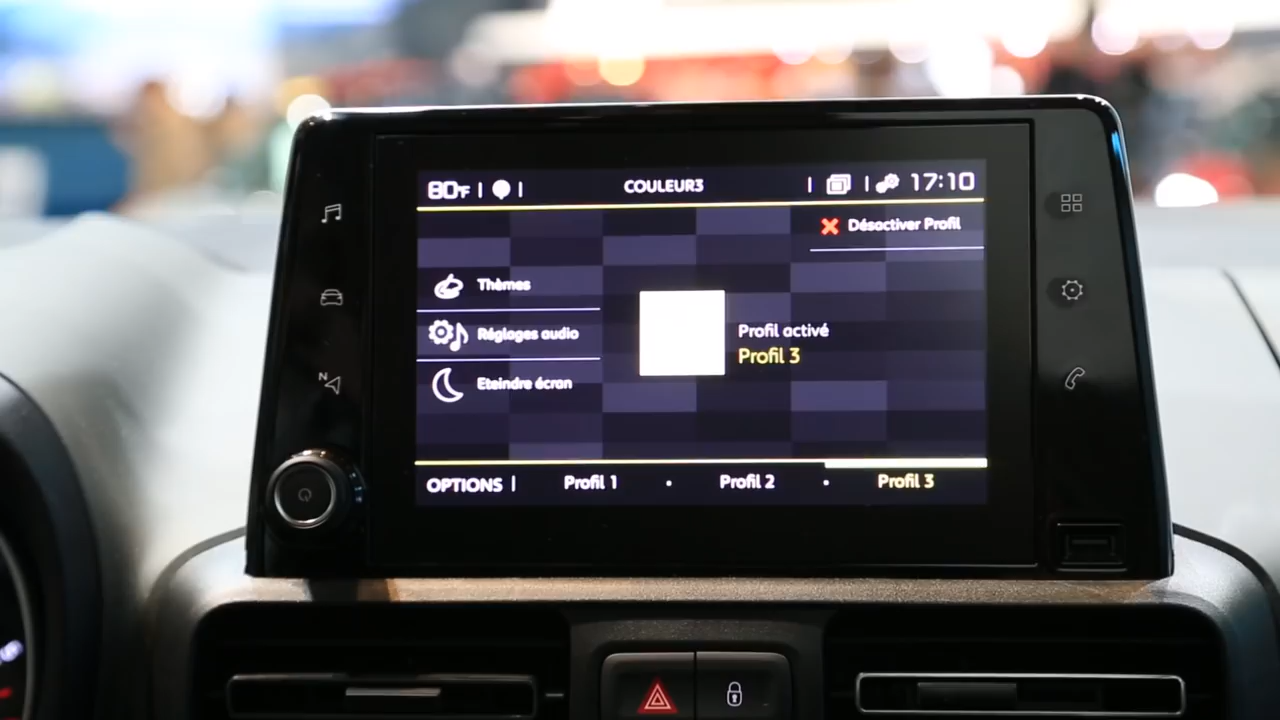 80°F
COULEUR3
17:10
Désactiver Profil
Thèmes
Réglages audio
Eteindre écran
Profil activé
Profil 3
OPTIONS
Profil 1
Profil 2
Profil 3
N